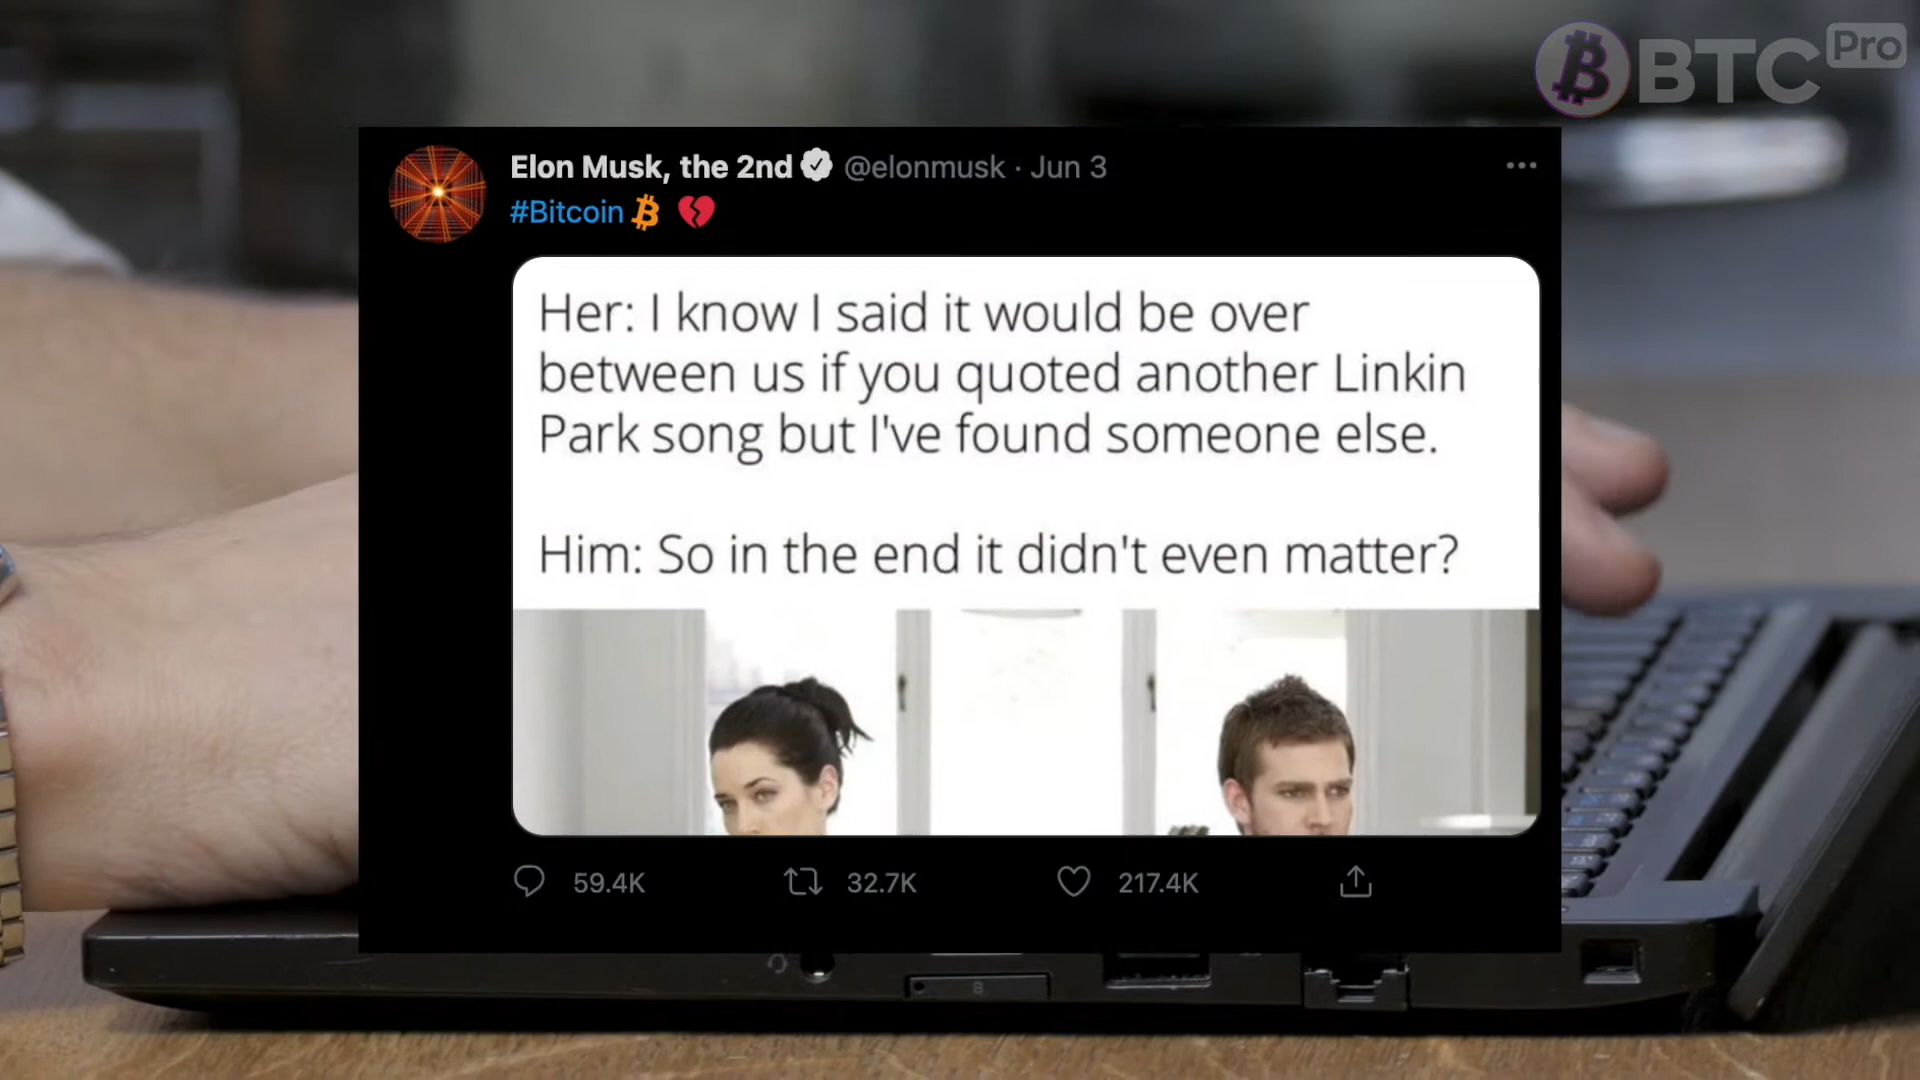 BTC Pro
Elon Musk, the 2nd @elonmusk · Jun 3
#Bitcoin
Her: I know I said it would be over
between us if you quoted another Linkin
Park song but I've found someone else.
Him: So in the end it didn't even matter?
59.4K 32.7K 217.4K